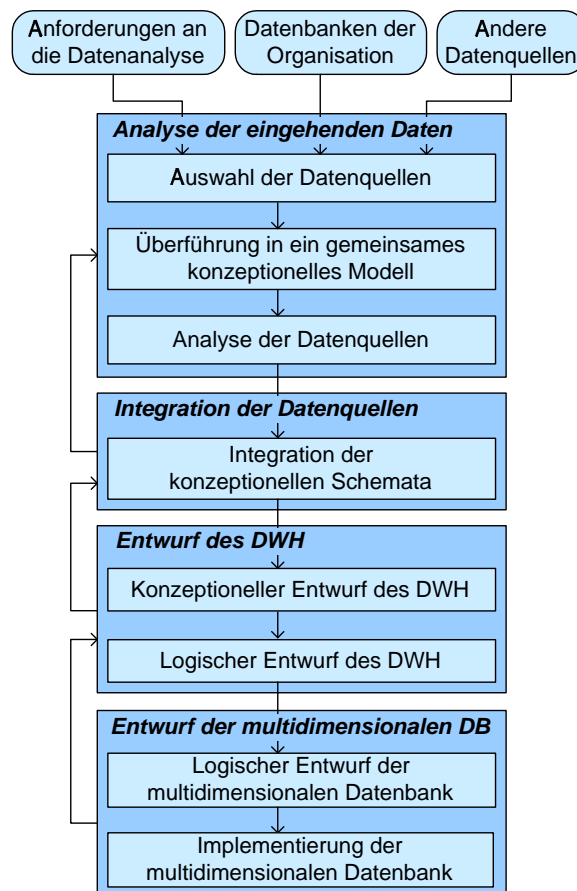 Anforderungen an
die Datenanalyse
Datenbanken der
Organisation
Andere
Datenquellen
Analyse der eingehenden Daten
Auswahl der Datenquellen
Überführung in ein gemeinsames
konzeptionelles Modell
Analyse der Datenquellen
Integration der Datenquellen
Integration der
konzeptionellen Schemata
Entwurf des DWH
Konzeptioneller Entwurf des DWH
Logischer Entwurf des DWH
Entwurf der multidimensionalen DB
Logischer Entwurf der
multidimensionalen Datenbank
Implementierung der
multidimensionalen Datenbank